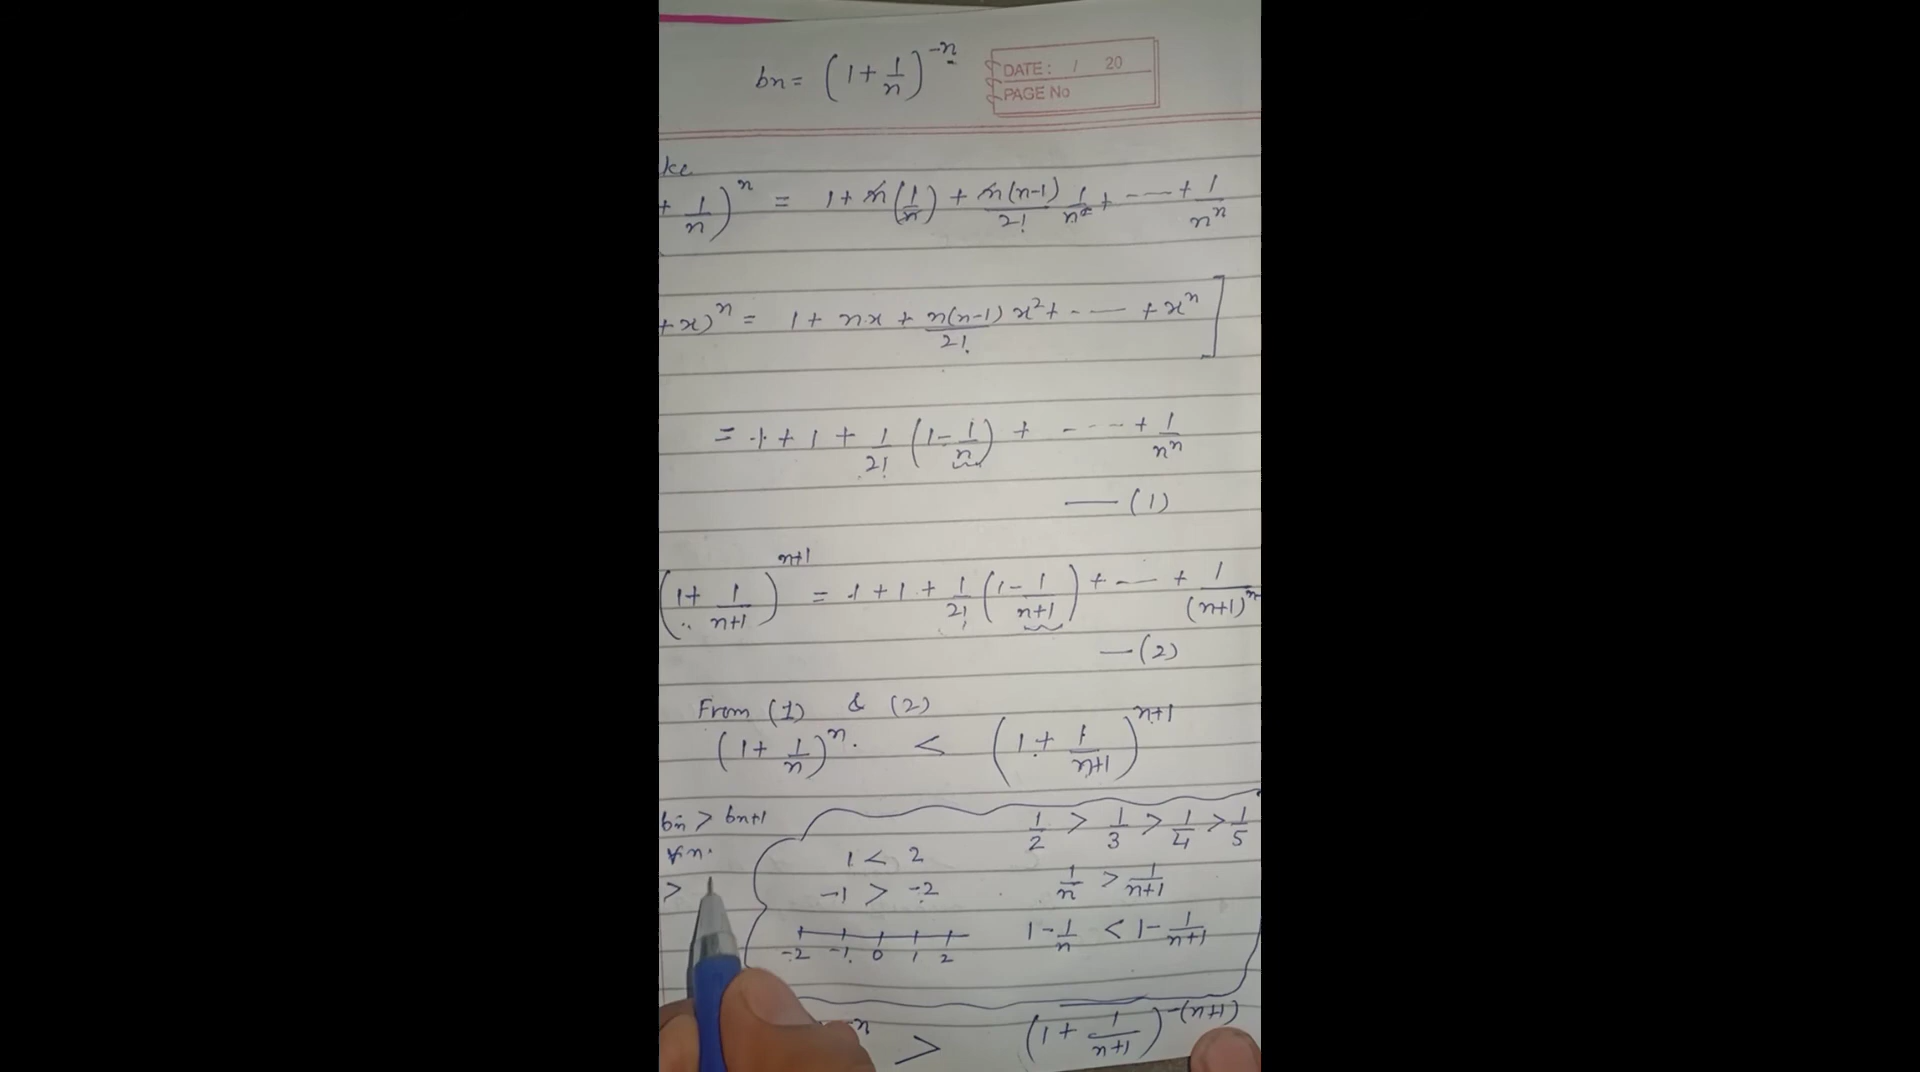 bn = (1 + 1/n)^-n
DATE: / 20
PAGE No
ke
+ 1/n)^n = 1 + n(1/n) + n(n-1)/2! 1/n² + ---- + 1/n^n
+x)^n = 1 + nx + n(n-1)/2! x² + ---- + x^n]
= 1 + 1 + 1/2! (1 - 1/n) + ---- + 1/n^n
—— (1)
(1 + 1/n+1)^n+1 = 1 + 1 + 1/2! (1 - 1/n+1) + ---- + 1/(n+1)^n
— (2)
From (1) & (2)
(1 + 1/n)^n < (1 + 1/n+1)^n+1
bn > bn+1
∀ n.
>
1 < 2
-1 > -2
-2 -1 0 1 2
1/2 > 1/3 > 1/4 > 1/5
1/n > 1/n+1
1 - 1/n < 1 - 1/n+1
n > (1 + 1/n+1)^-(n+1)